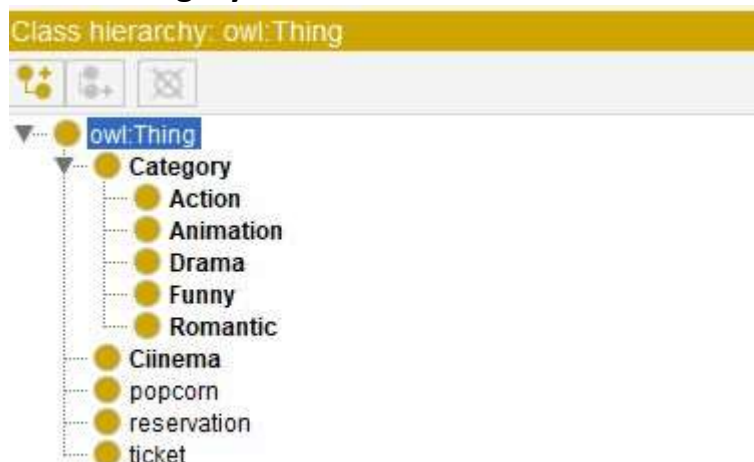 Class hierarchy: owl:Thing
owl:Thing
Category
Action
Animation
Drama
Funny
Romantic
Ciinema
popcorn
reservation
ticket